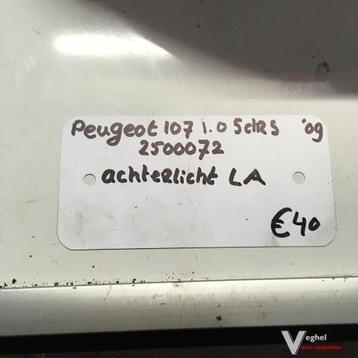 Peugeot 107 1.0 5dRS '09
2500072
achterlicht LA
€40
Veghel